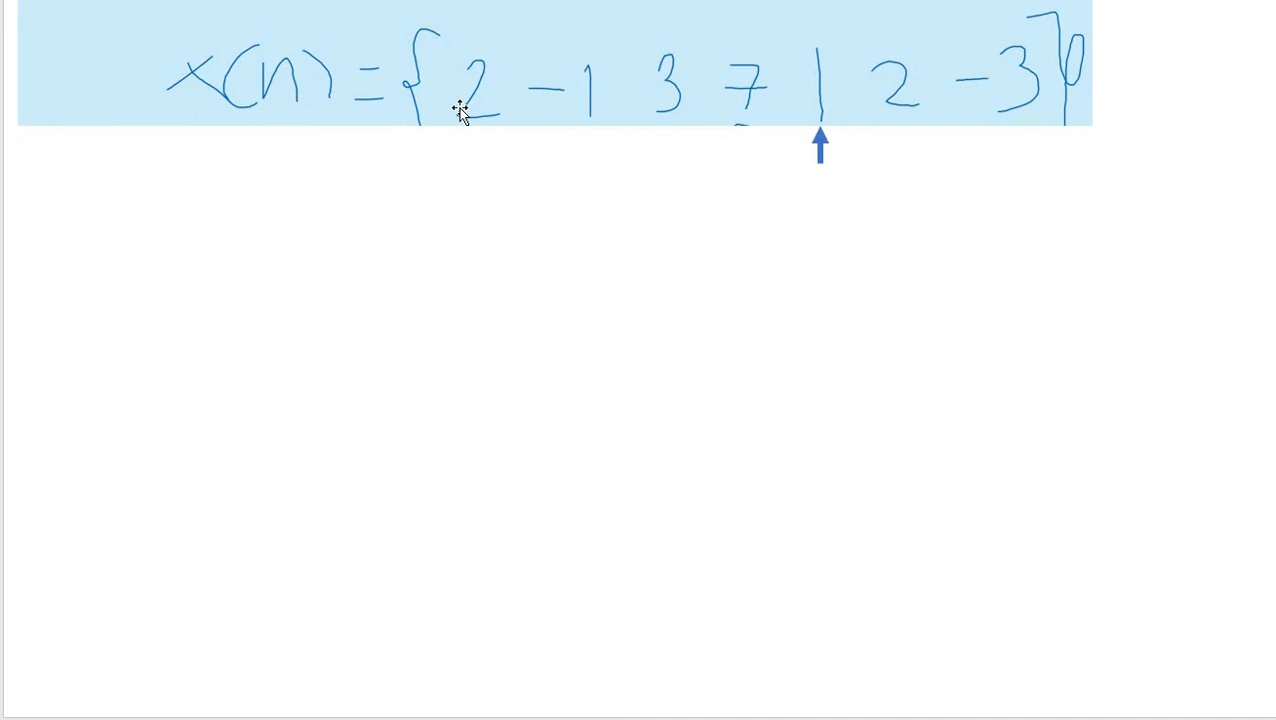 x(n) = { 2 -1 3 7 1 2 -3 }